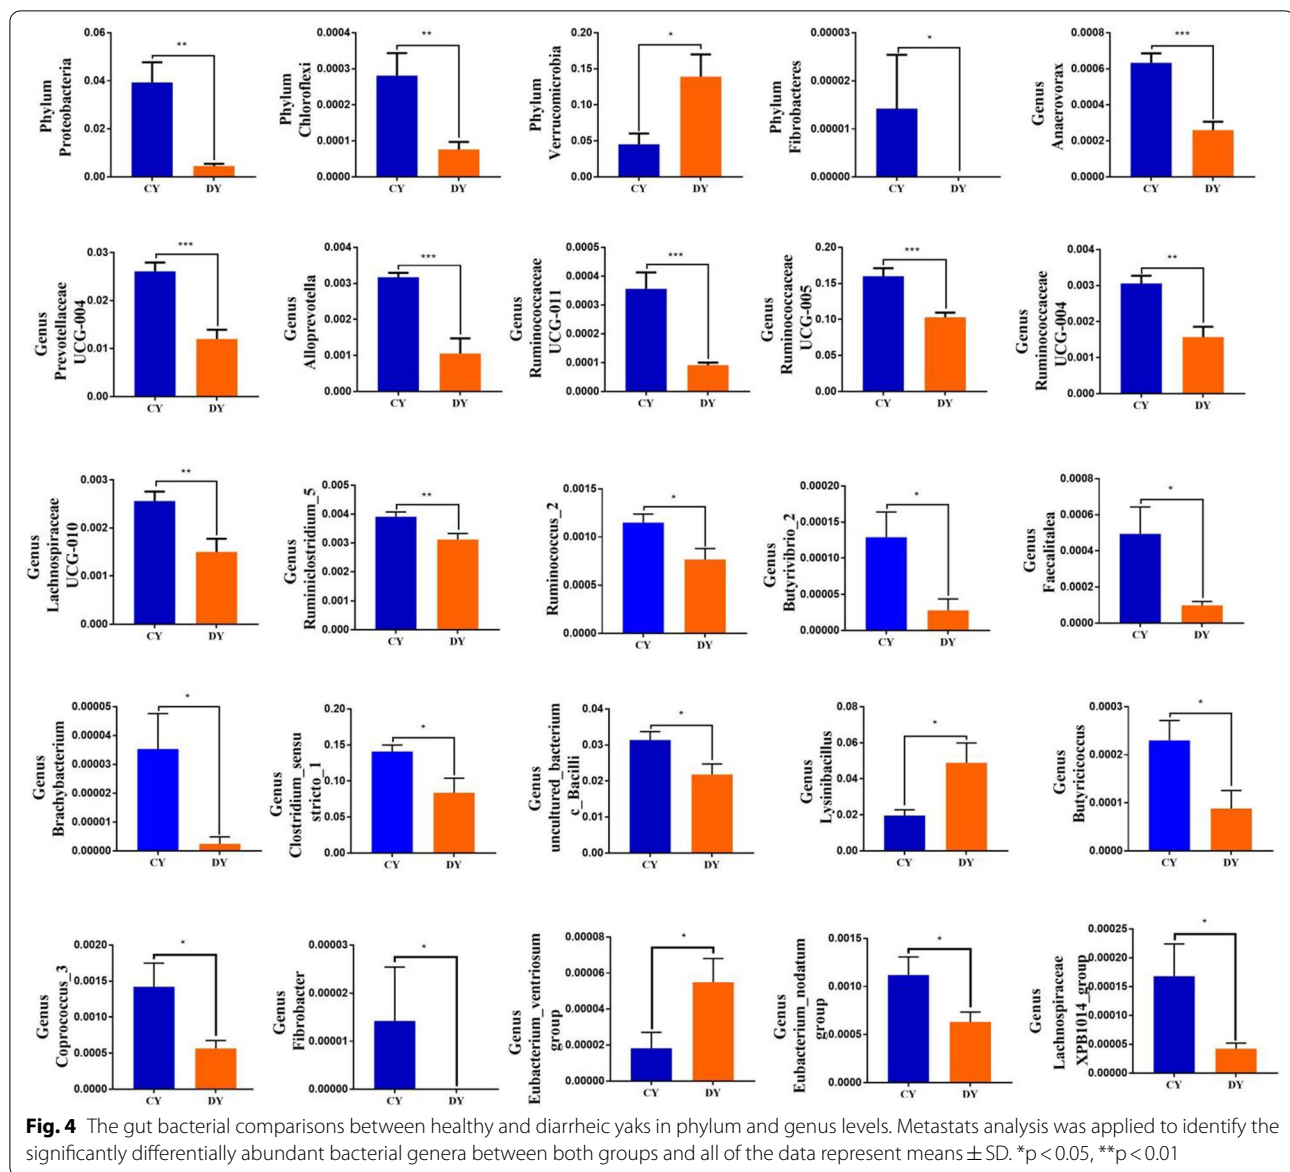 **
Phylum
Proteobacteria
0.06
0.04
0.02
0.00
CY
DY
**
Phylum
Chloroflexi
0.0004
0.0003
0.0002
0.0001
0.0000
CY
DY
*
Phylum
Verrucomicrobia
0.20
0.15
0.10
0.05
0.00
CY
DY
*
Phylum
Fibrobacteres
0.00003
0.00002
0.00001
0.00000
CY
DY
***
Genus
Anaerovorax
0.0008
0.0006
0.0004
0.0002
0.0000
CY
DY
***
Genus
Prevotellaceae
UCG-004
0.03
0.02
0.01
0.00
CY
DY
***
Genus
Alloprevotella
0.004
0.003
0.002
0.001
0.000
CY
DY
***
Genus
Ruminococcaceae
UCG-011
0.0005
0.0004
0.0003
0.0002
0.0001
0.0000
CY
DY
***
Genus
Ruminococcaceae
UCG-005
0.20
0.15
0.10
0.05
0.00
CY
DY
**
Genus
Ruminococcaceae
UCG-004
0.004
0.003
0.002
0.001
0.000
CY
DY
**
Genus
Lachnospiraceae
UCG-010
0.003
0.002
0.001
0.000
CY
DY
**
Genus
Ruminiclostridium_5
0.005
0.004
0.003
0.002
0.001
0.000
CY
DY
*
Genus
Ruminococcus_2
0.0015
0.0010
0.0005
0.0000
CY
DY
*
Genus
Butyrivibrio_2
0.00020
0.00015
0.00010
0.00005
0.00000
CY
DY
*
Genus
Faecalitalea
0.0008
0.0006
0.0004
0.0002
0.0000
CY
DY
*
Genus
Brachybacterium
0.00005
0.00004
0.00003
0.00002
0.00001
0.00000
CY
DY
*
Genus
Clostridium_sensu
stricto_1
0.20
0.15
0.10
0.05
0.00
CY
DY
*
Genus
uncultured_bacterium
c_Bacilli
0.04
0.03
0.02
0.01
0.00
CY
DY
*
Genus
Lysinibacillus
0.08
0.06
0.04
0.02
0.00
CY
DY
*
Genus
Butyricicoccus
0.0003
0.0002
0.0001
0.0000
CY
DY
*
Genus
Coprococcus_3
0.0020
0.0015
0.0010
0.0005
0.0000
CY
DY
*
Genus
Fibrobacter
0.00003
0.00002
0.00001
0.00000
CY
DY
*
Genus
Eubacterium_ventriosum
group
0.00008
0.00006
0.00004
0.00002
0.00000
CY
DY
*
Genus
Eubacterium_nodatum
group
0.0015
0.0010
0.0005
0.0000
CY
DY
*
Genus
Lachnospiraceae
XPB1014_group
0.00025
0.00020
0.00015
0.00010
0.00005
0.00000
CY
DY
Fig. 4 The gut bacterial comparisons between healthy and diarrheic yaks in phylum and genus levels. Metastats analysis was applied to identify the
significantly differentially abundant bacterial genera between both groups and all of the data represent means ± SD. *p < 0.05, **p < 0.01